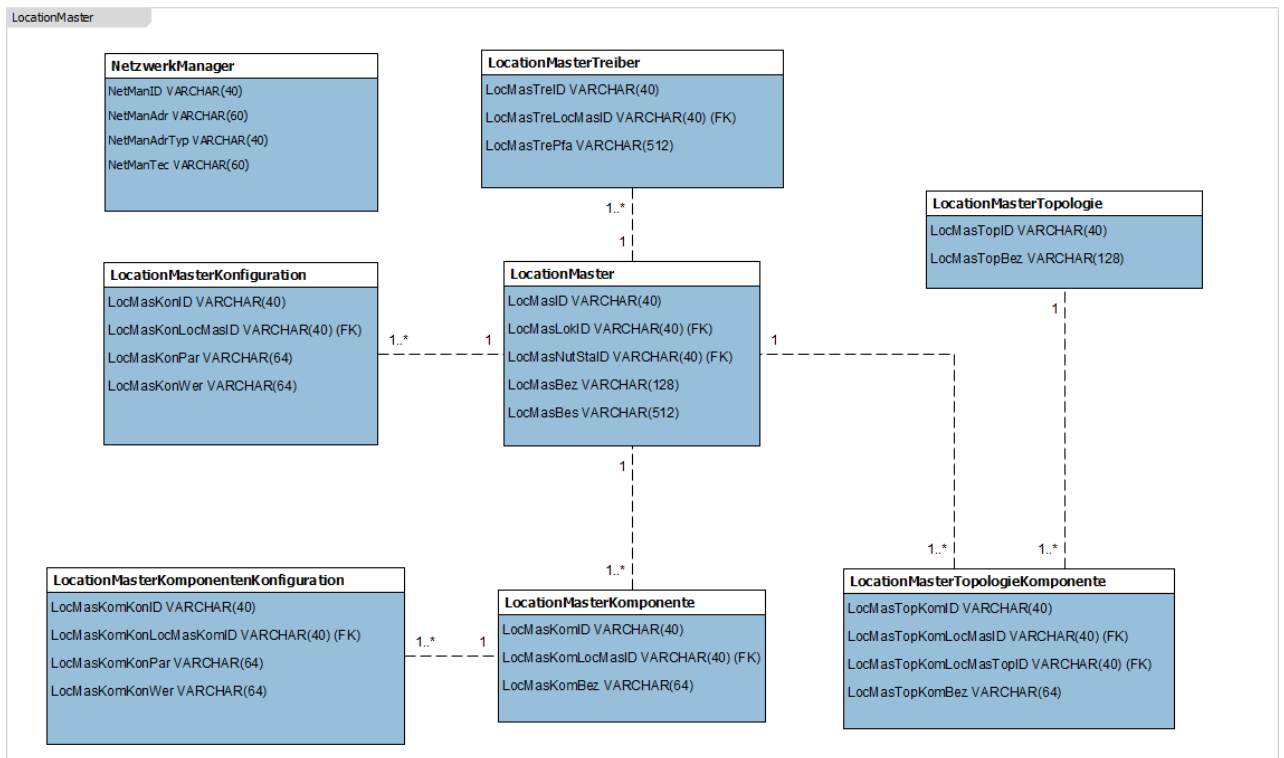 LocationMaster
NetzwerkManager
NetManID VARCHAR(40)
NetManAdr VARCHAR(60)
NetManAdrTyp VARCHAR(40)
NetManTec VARCHAR(60)
LocationMasterTreiber
LocMasTreID VARCHAR(40)
LocMasTreLocMasID VARCHAR(40) (FK)
LocMasTrePfa VARCHAR(512)
1..*
1
LocationMasterTopologie
LocMasTopID VARCHAR(40)
LocMasTopBez VARCHAR(128)
1
LocationMasterKonfiguration
LocMasKonID VARCHAR(40)
LocMasKonLocMasID VARCHAR(40) (FK)
LocMasKonPar VARCHAR(64)
LocMasKonWer VARCHAR(64)
1..*
1
LocationMaster
LocMasID VARCHAR(40)
LocMasLokID VARCHAR(40) (FK)
LocMasNutStaID VARCHAR(40) (FK)
LocMasBez VARCHAR(128)
LocMasBes VARCHAR(512)
1
1
1..*
1..*
1..*
LocationMasterKomponentenKonfiguration
LocMasKomKonID VARCHAR(40)
LocMasKomKonLocMasKomID VARCHAR(40) (FK)
LocMasKomKonPar VARCHAR(64)
LocMasKomKonWer VARCHAR(64)
1..*
1
LocationMasterKomponente
LocMasKomID VARCHAR(40)
LocMasKomLocMasID VARCHAR(40) (FK)
LocMasKomBez VARCHAR(64)
LocationMasterTopologieKomponente
LocMasTopKomID VARCHAR(40)
LocMasTopKomLocMasID VARCHAR(40) (FK)
LocMasTopKomLocMasTopID VARCHAR(40) (FK)
LocMasTopKomBez VARCHAR(64)